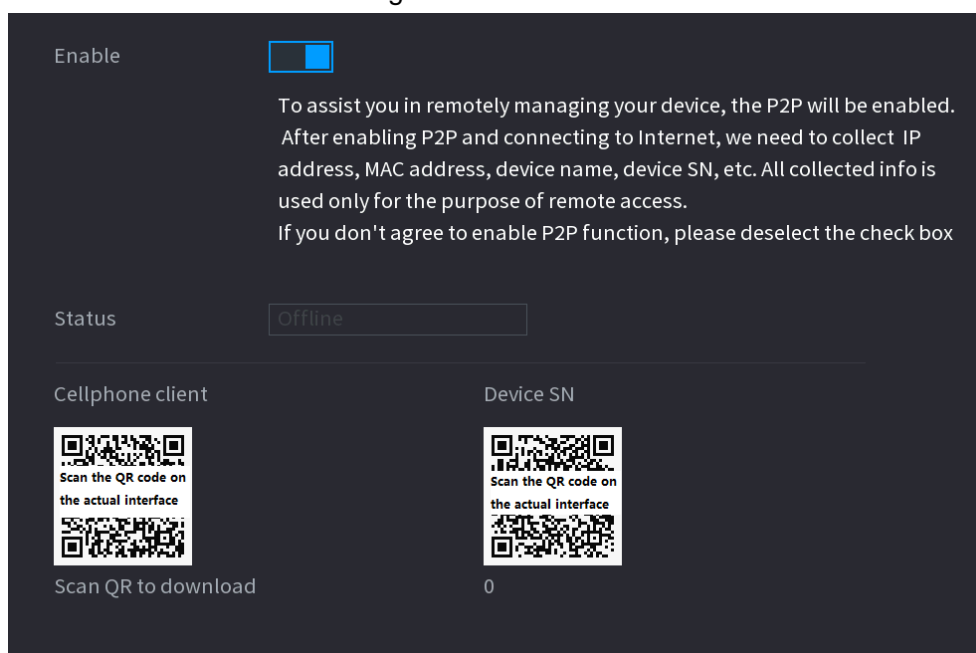 Enable
To assist you in remotely managing your device, the P2P will be enabled.
After enabling P2P and connecting to Internet, we need to collect IP
address, MAC address, device name, device SN, etc. All collected info is
used only for the purpose of remote access.
If you don't agree to enable P2P function, please deselect the check box
Status
Offline
Cellphone client
Device SN
Scan the QR code on
the actual interface
Scan the QR code on
the actual interface
Scan QR to download
0